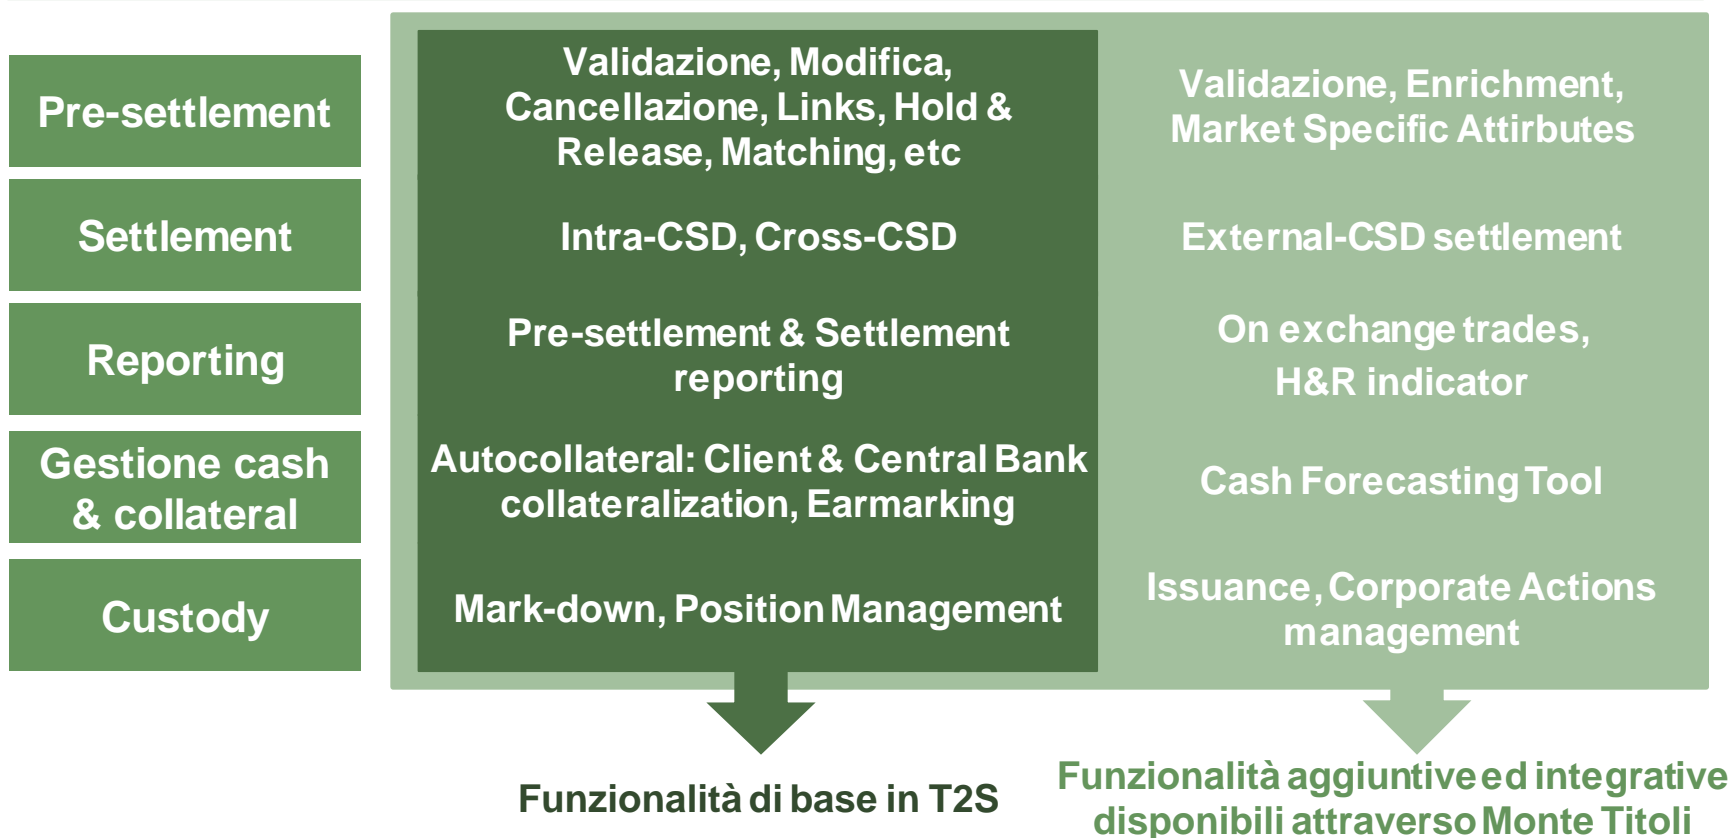 Pre-settlement
Validazione, Modifica,
Cancellazione, Links, Hold &
Release, Matching, etc
Validazione, Enrichment,
Market Specific Attirbutes
Settlement
Intra-CSD, Cross-CSD
External-CSD settlement
Reporting
Pre-settlement & Settlement
reporting
On exchange trades,
H&R indicator
Gestione cash
& collateral
Autocollateral: Client & Central Bank
collateralization, Earmarking
Cash Forecasting Tool
Custody
Mark-down, Position Management
Issuance, Corporate Actions
management
Funzionalità di base in T2S
Funzionalità aggiuntive ed integrative
disponibili attraverso Monte Titoli